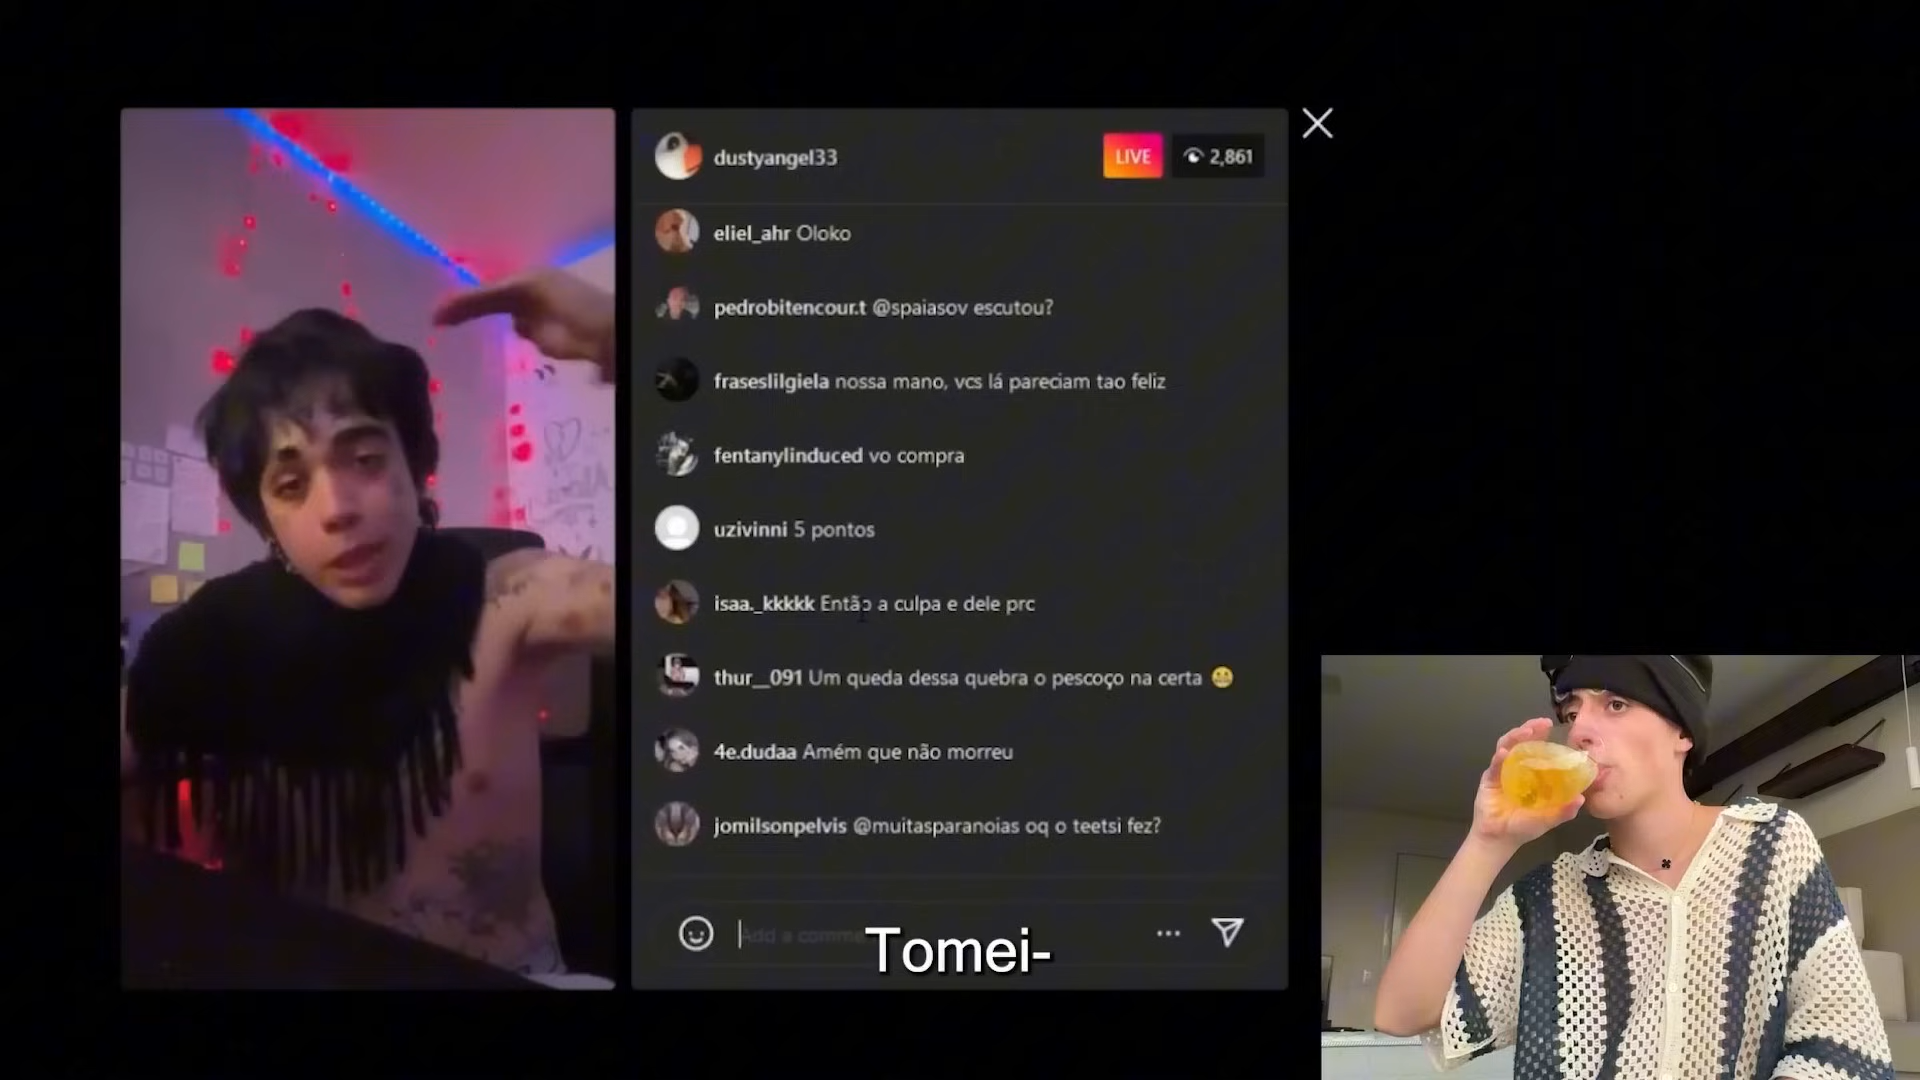 dustyangel33
LIVE
2,861
eliel_ahr Oloko
pedrobitencour.t @spaiasov escutou?
fraseslilgiela nossa mano, vcs lá pareciam tao feliz
fentanylinduced vo compra
uzivinni 5 pontos
isaa._kkkkk Então a culpa e dele prc
thur__091 Um queda dessa quebra o pescoço na certa 😬
4e.dudaa Amém que não morreu
jomilsonpelvis @muitasparanoias oq o teetsi fez?
Add a comme
Tomei-